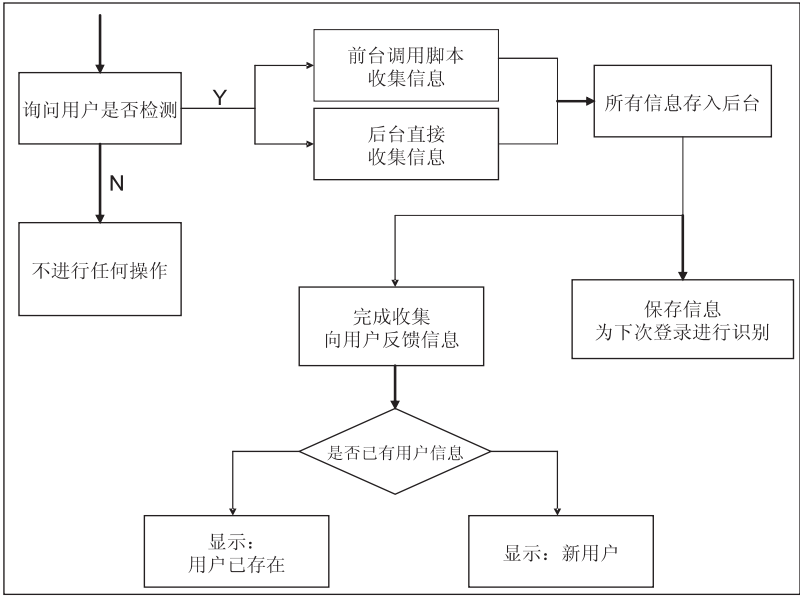 前台调用脚本
收集信息
询问用户是否检测
Y
所有信息存入后台
后台直接
收集信息
N
不进行任何操作
完成收集
向用户反馈信息
保存信息
为下次登录进行识别
是否已有用户信息
显示：
用户已存在
显示：新用户